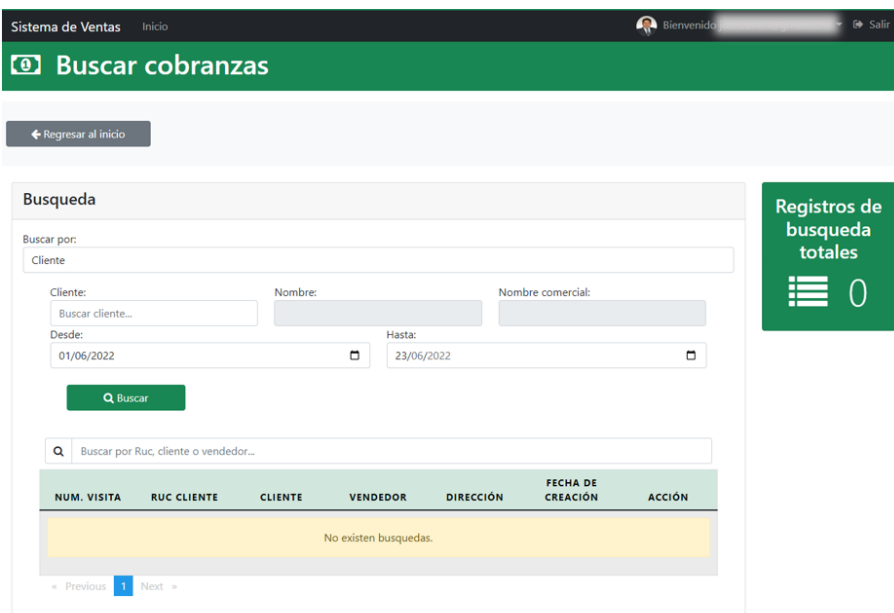 Sistema de Ventas Inicio Bienvenido Salir
Buscar cobranzas
Regresar al inicio
Busqueda
Buscar por:
Cliente
Cliente: Nombre: Nombre comercial:
Buscar cliente...
Desde: Hasta:
01/06/2022 23/06/2022
Buscar
Buscar por Ruc, cliente o vendedor...
NUM. VISITA RUC CLIENTE CLIENTE VENDEDOR DIRECCIÓN FECHA DE CREACIÓN ACCIÓN
No existen busquedas.
« Previous 1 Next »
Registros de
busqueda
totales
0